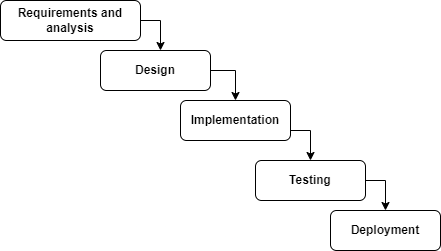 Requirements and
analysis
Design
Implementation
Testing
Deployment